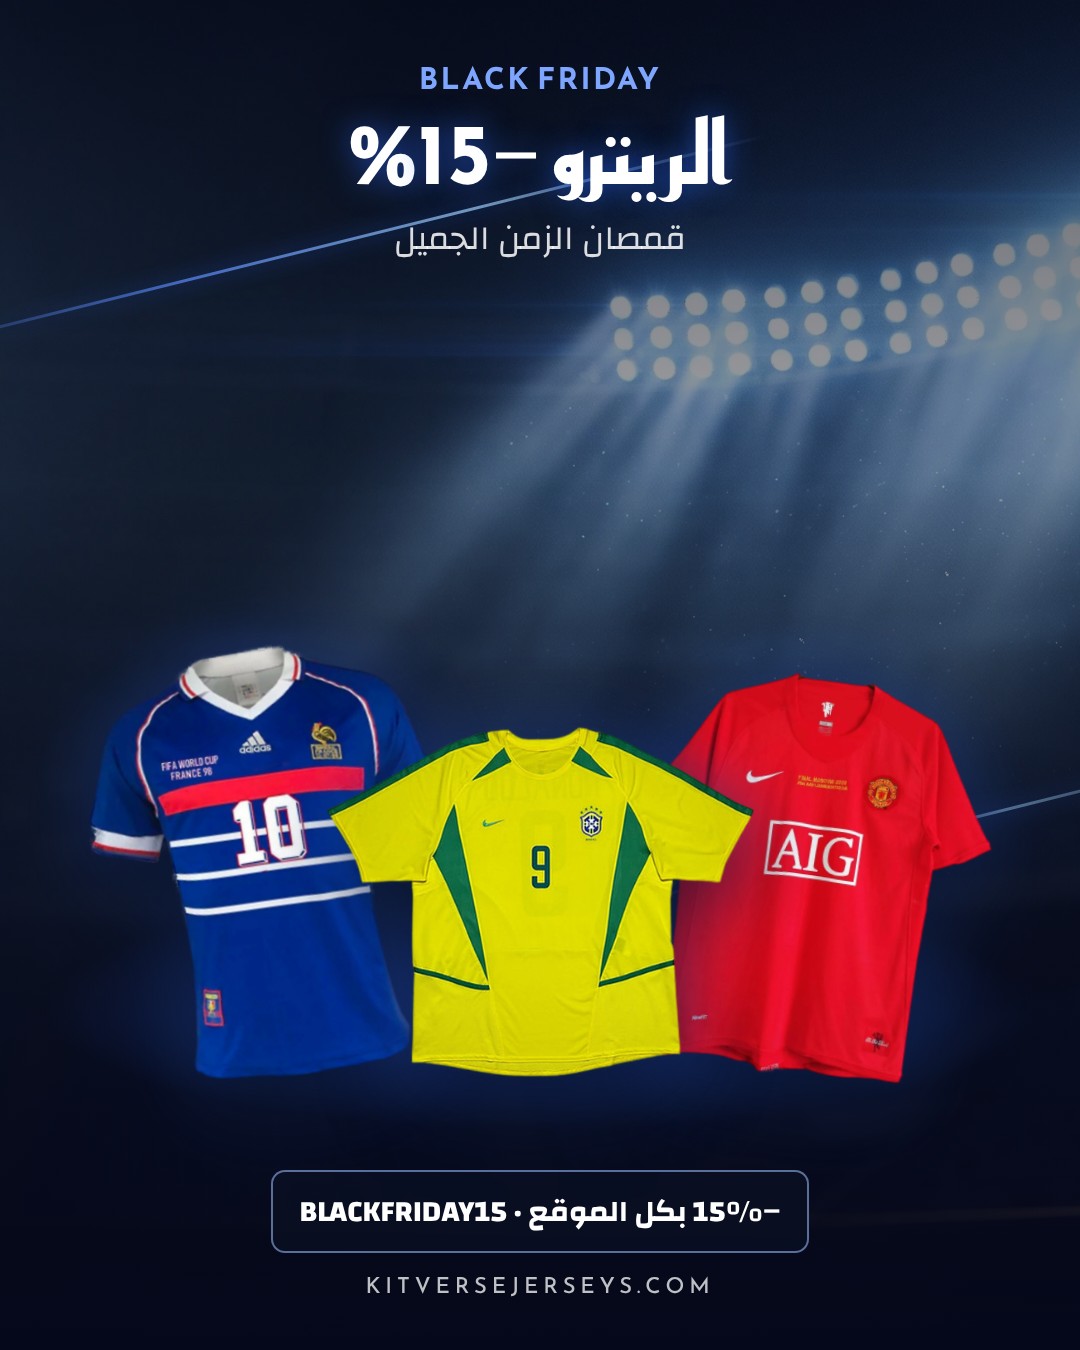 BLACK FRIDAY
الريترو –15%
قمصان الزمن الجميل
adidas
FIFA WORLD CUP
FRANCE 98
10
9
AIG
–15% بكل الموقع · BLACKFRIDAY15
KITVERSEJERSEYS.COM